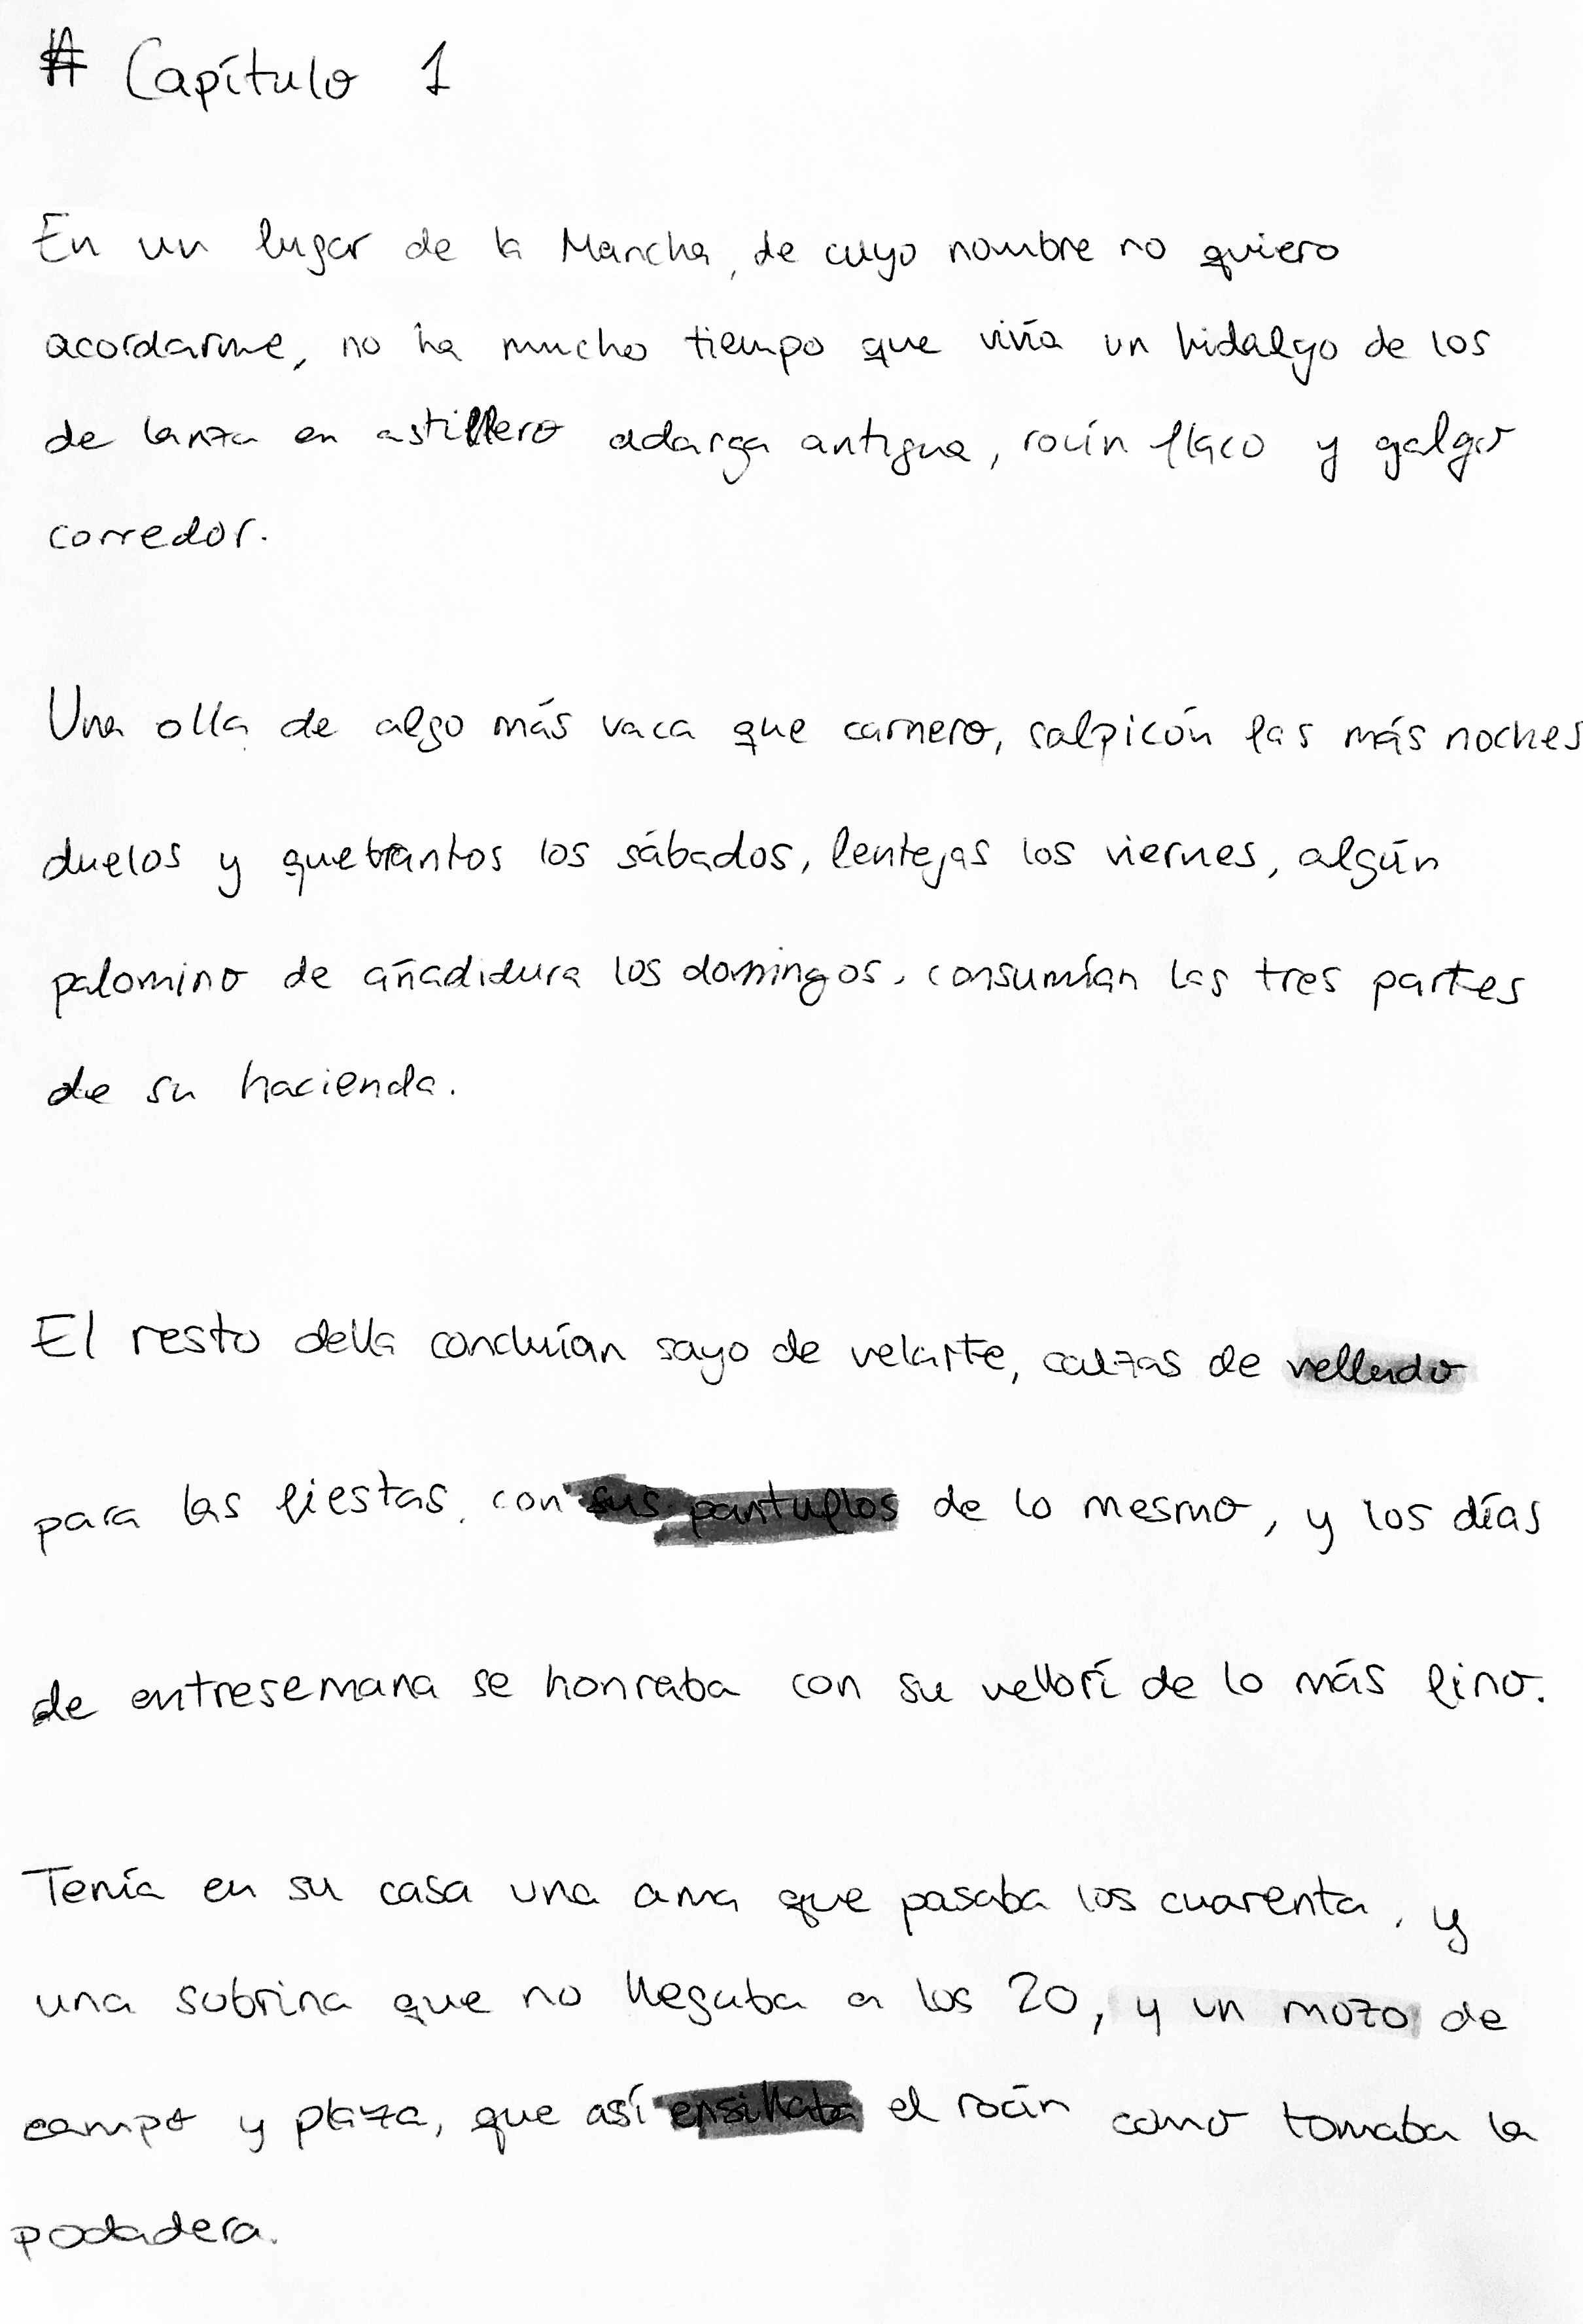 # Capítulo 1
En un lugar de la Mancha, de cuyo nombre no quiero
acordarme, no ha mucho tiempo que vivía un hidalgo de los
de lanza en astillero adarga antigua, rocín flaco y galgo
corredor.
Una olla de algo más vaca que carnero, salpicón las más noches
duelos y quebrantos los sábados, lentejas los viernes, algún
palomino de añadidura los domingos, consumían las tres partes
de su hacienda.
El resto della concluían sayo de velarte, calzas de velludo
para las fiestas, con sus pantuflos de lo mesmo, y los días
de entresemana se honraba con su vellorí de lo más fino.
Tenía en su casa una ama que pasaba los cuarenta, y
una sobrina que no llegaba a los 20, y un mozo de
campo y plaza, que así ensillaba el rocín como tomaba la
podadera.